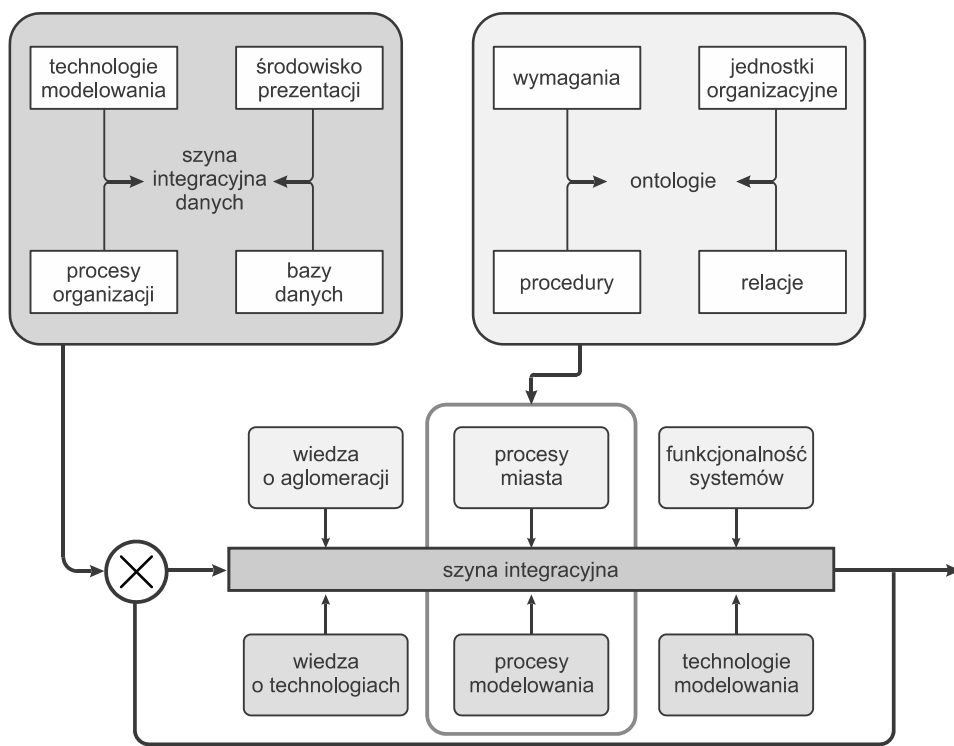 technologie
modelowania
środowisko
prezentacji
szyna
integracyjna
danych
procesy
organizacji
bazy
danych
wymagania
jednostki
organizacyjne
ontologie
procedury
relacje
wiedza
o aglomeracji
procesy
miasta
funkcjonalność
systemów
szyna integracyjna
wiedza
o technologiach
procesy
modelowania
technologie
modelowania